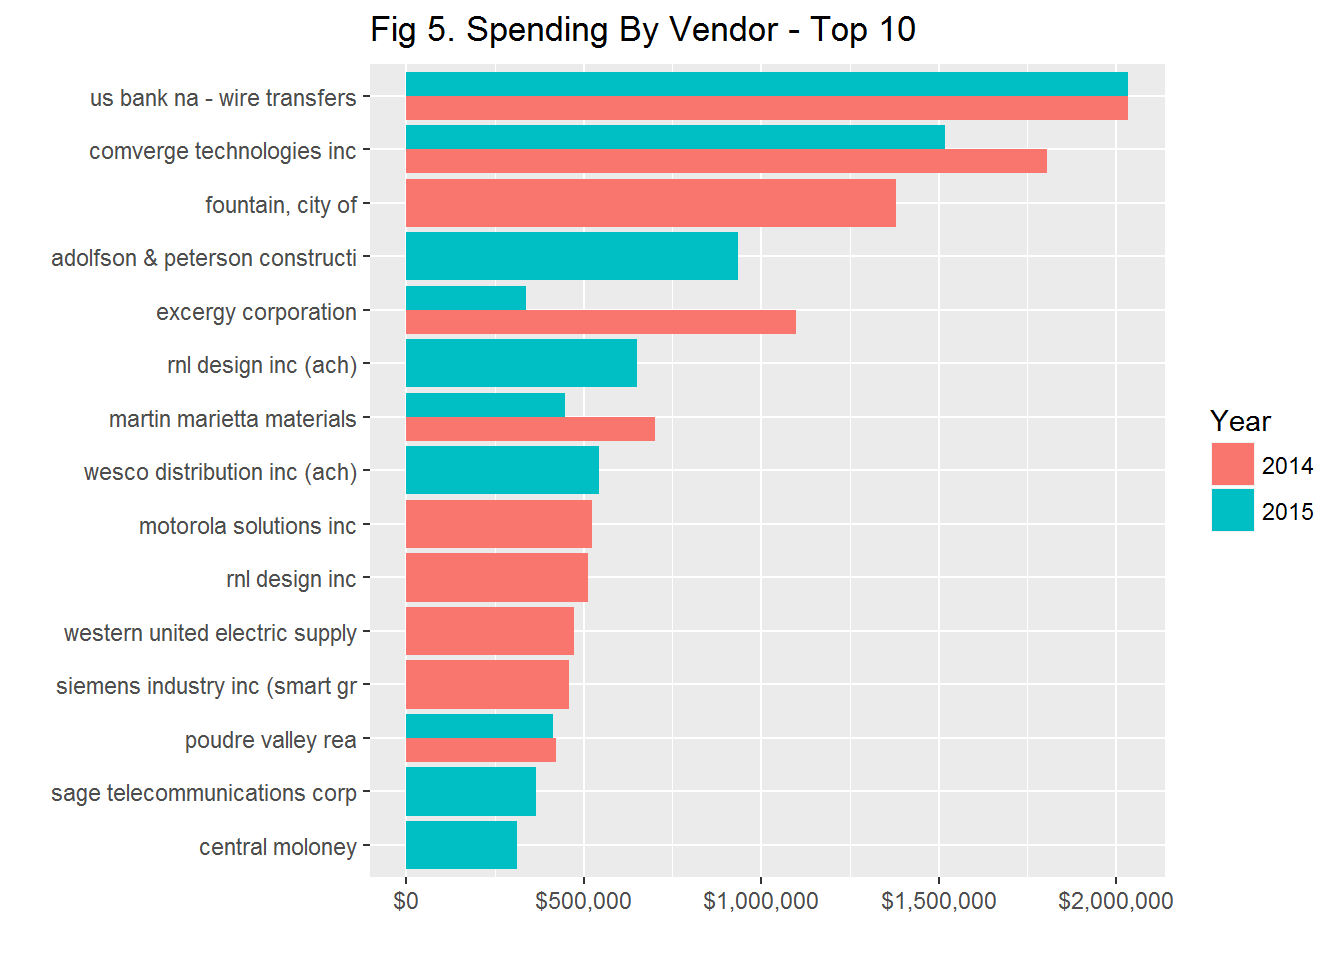 Fig 5. Spending By Vendor - Top 10
us bank na - wire transfers
comverge technologies inc
fountain, city of
adolfson & peterson constructi
excergy corporation
rnl design inc (ach)
martin marietta materials
wesco distribution inc (ach)
motorola solutions inc
rnl design inc
western united electric supply
siemens industry inc (smart gr
poudre valley rea
sage telecommunications corp
central moloney
$0
$500,000
$1,000,000
$1,500,000
$2,000,000
Year
2014
2015